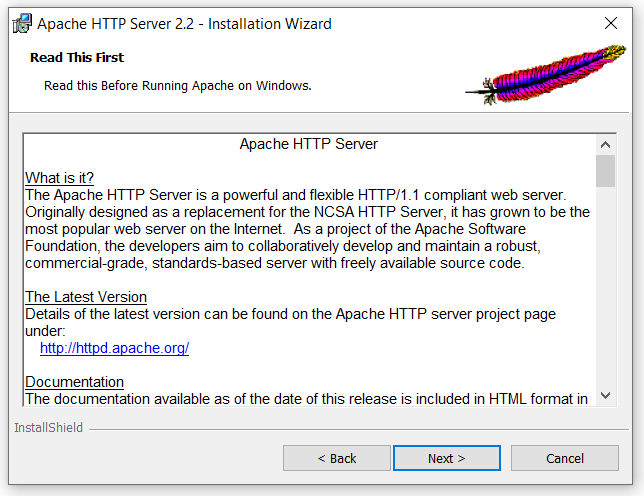 Apache HTTP Server 2.2 - Installation Wizard
Read This First
Read this Before Running Apache on Windows.
Apache HTTP Server
What is it?
The Apache HTTP Server is a powerful and flexible HTTP/1.1 compliant web server.
Originally designed as a replacement for the NCSA HTTP Server, it has grown to be the
most popular web server on the Internet.  As a project of the Apache Software
Foundation, the developers aim to collaboratively develop and maintain a robust,
commercial-grade, standards-based server with freely available source code.
The Latest Version
Details of the latest version can be found on the Apache HTTP server project page
under:
http://httpd.apache.org/
Documentation
The documentation available as of the date of this release is included in HTML format in
InstallShield
< Back
Next >
Cancel